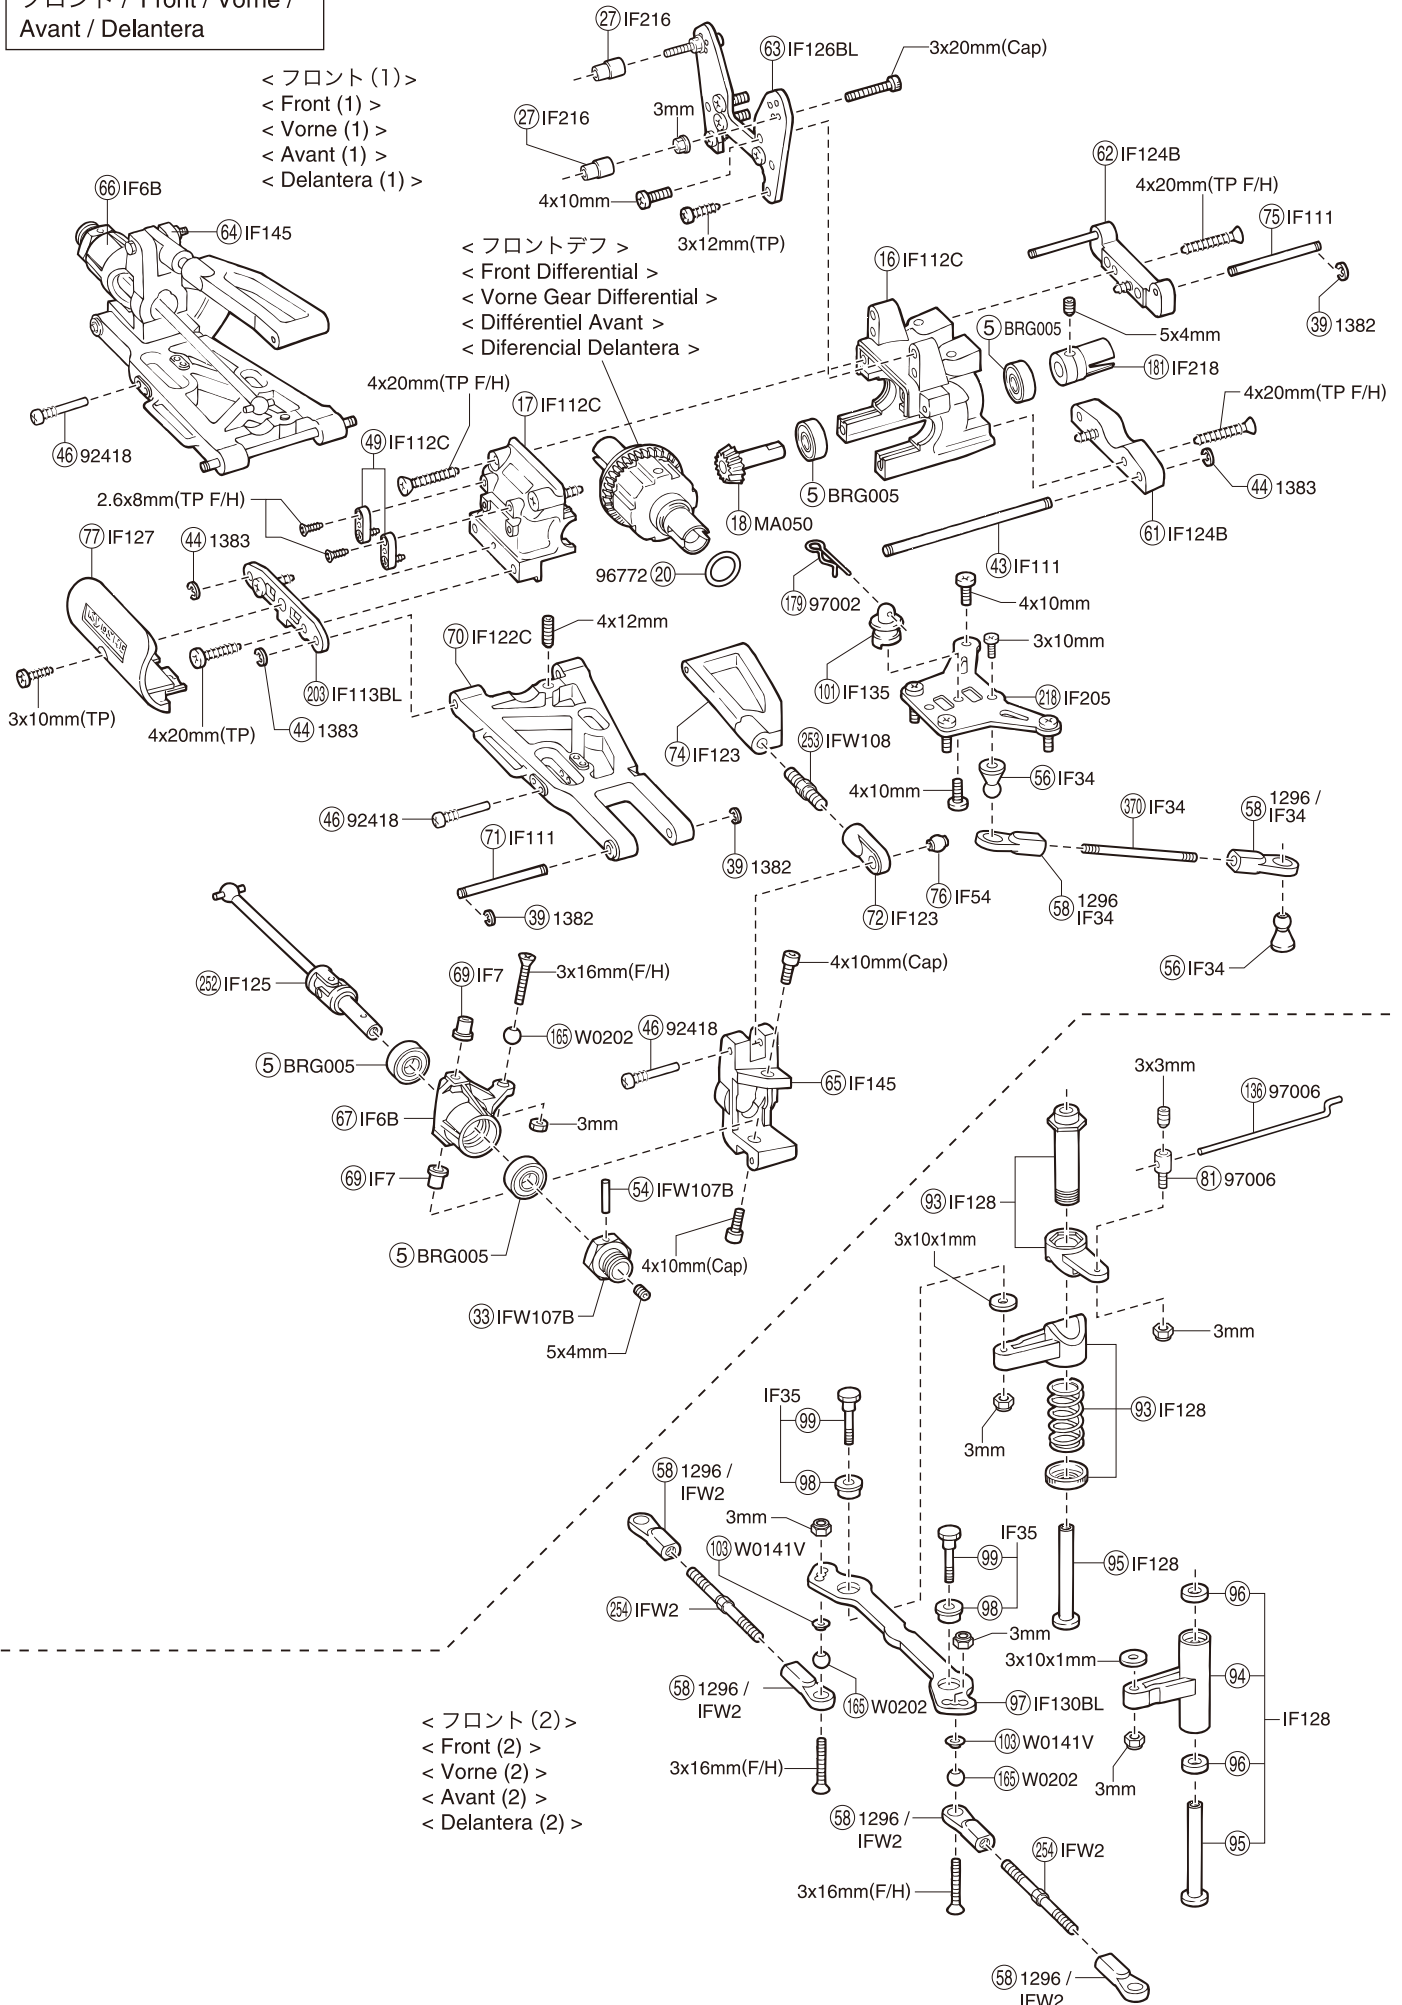 フロント / Front / Vorne /
Avant / Delantera
< フロント (1) >
< Front (1) >
< Vorne (1) >
< Avant (1) >
< Delantera (1) >
27 IF216
63 IF126BL
3x20mm(Cap)
27 IF216
3mm
4x10mm
3x12mm(TP)
62 IF124B
4x20mm(TP F/H)
75 IF111
66 IF6B
64 IF145
< フロントデフ >
< Front Differential >
< Vorne Gear Differential >
< Différentiel Avant >
< Diferencial Delantera >
16 IF112C
5 BRG005
5x4mm
39 1382
181 IF218
4x20mm(TP F/H)
4x20mm(TP F/H)
17 IF112C
46 92418
49 IF112C
2.6x8mm(TP F/H)
5 BRG005
44 1383
18 MA050
61 IF124B
77 IF127
44 1383
96772 20
43 IF111
179 97002
4x10mm
4x12mm
70 IF122C
3x10mm
101 IF135
KYOSHO
203 IF113BL
218 IF205
3x10mm(TP)
4x20mm(TP)
44 1383
74 IF123
253 IFW108
56 IF34
4x10mm
46 92418
370 IF34
58 1296 /
IF34
71 IF111
39 1382
76 IF54
58 1296
IF34
39 1382
72 IF123
56 IF34
4x10mm(Cap)
252 IF125
69 IF7
3x16mm(F/H)
165 W0202
46 92418
5 BRG005
65 IF145
3x3mm
136 97006
67 IF6B
3mm
69 IF7
54 IFW107B
81 97006
93 IF128
5 BRG005
4x10mm(Cap)
3x10x1mm
33 IFW107B
3mm
5x4mm
IF35
99
93 IF128
3mm
58 1296 /
IFW2
98
3mm
IF35
103 W0141V
99
95 IF128
96
254 IFW2
98
3mm
3x10x1mm
94
58 1296 /
IFW2
165 W0202
97 IF130BL
IF128
< フロント (2) >
< Front (2) >
< Vorne (2) >
< Avant (2) >
< Delantera (2) >
103 W0141V
3x16mm(F/H)
165 W0202
96
3mm
58 1296 /
IFW2
95
254 IFW2
3x16mm(F/H)
58 1296 /
IFW2